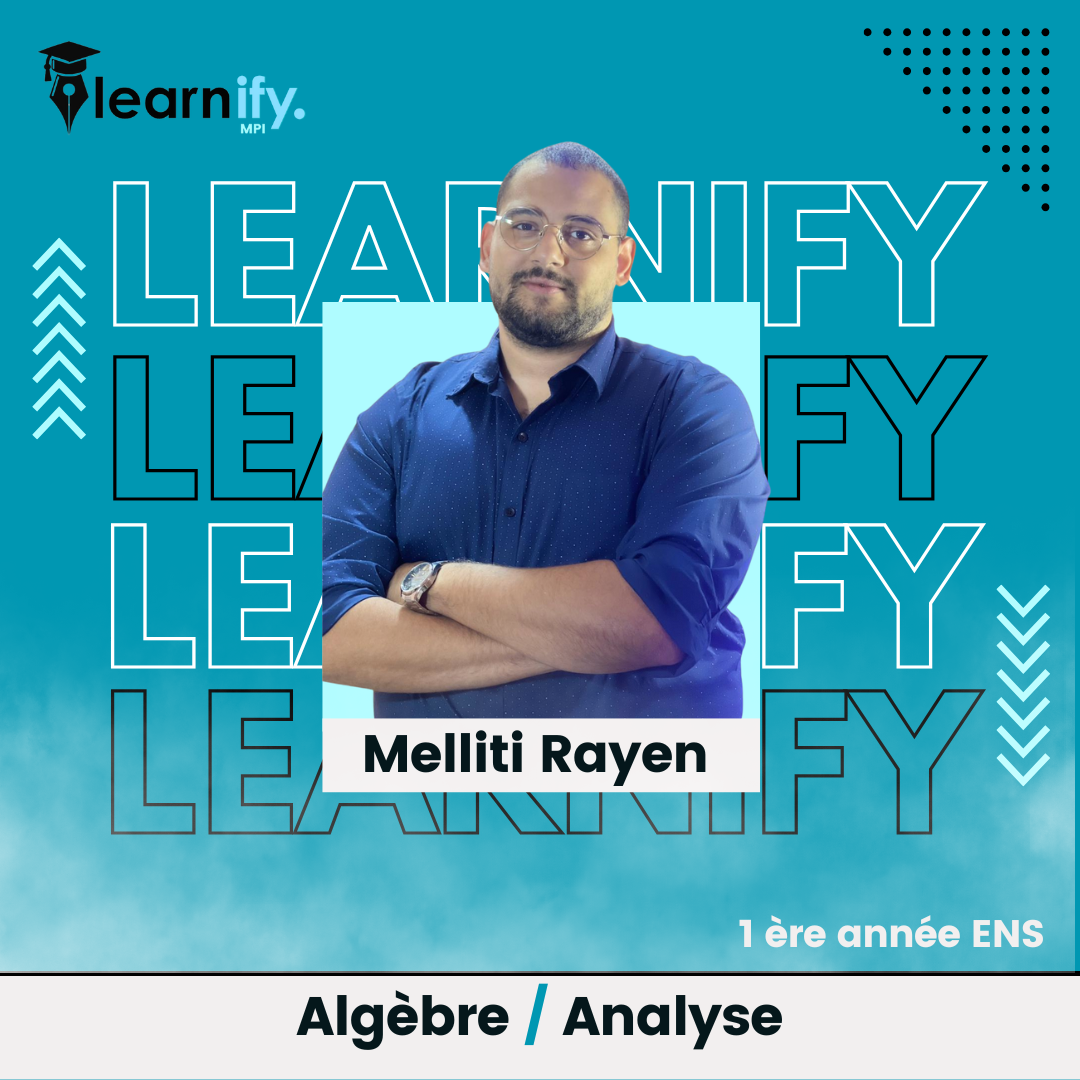 learnify.
MPI
LEARNIFY
LEARNIFY
LEARNIFY
LEARNIFY
Melliti Rayen
1 ère année ENS
Algèbre / Analyse